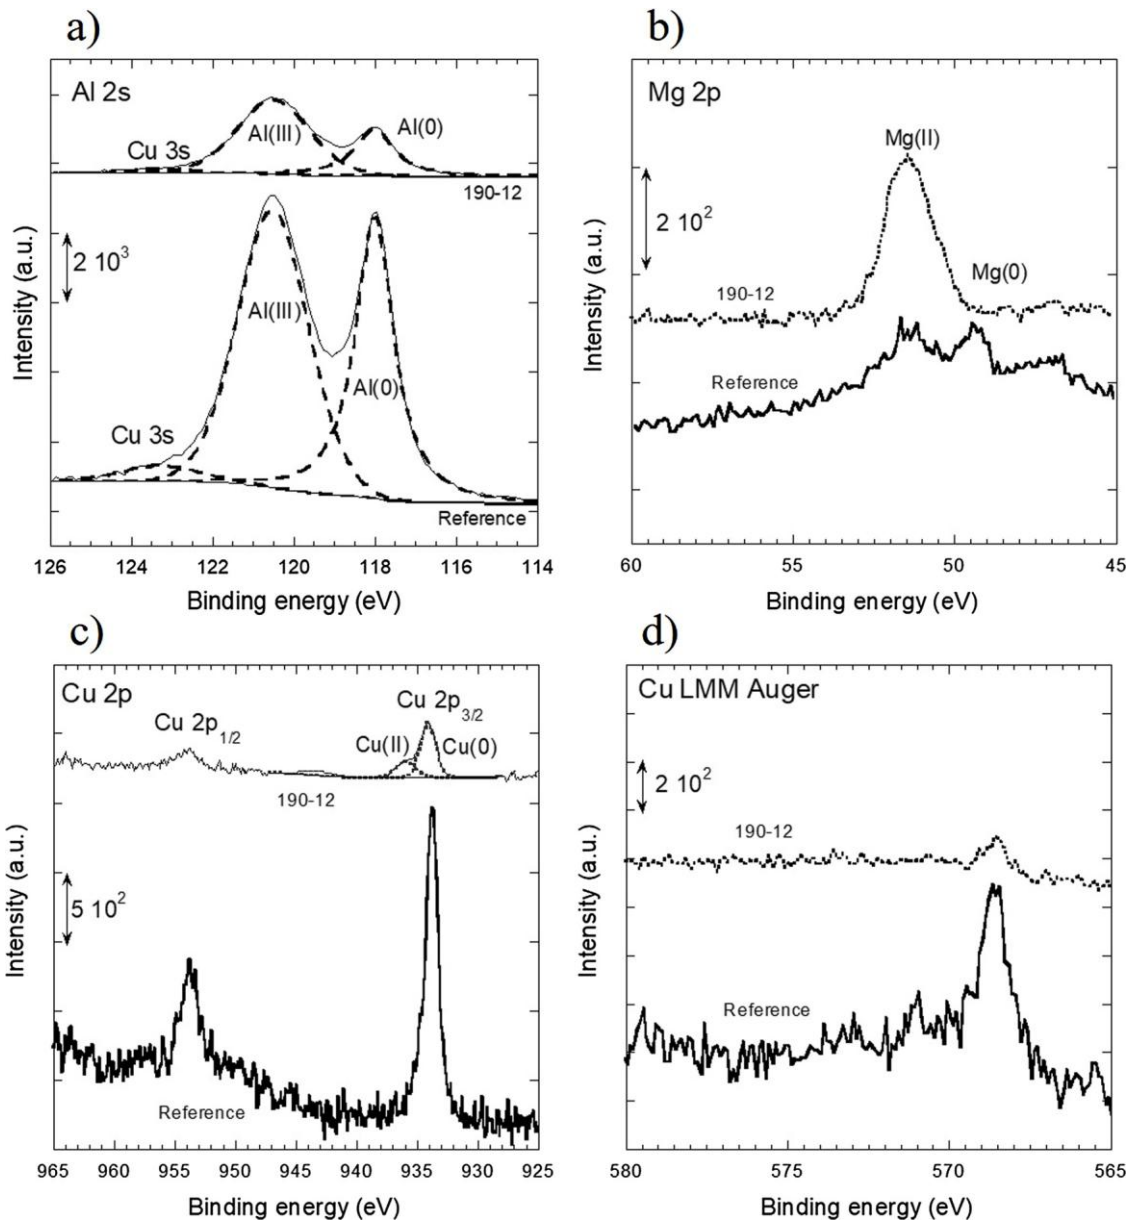 a)
Al 2s
Al(III)
Al(0)
Cu 3s
190-12
2 10³
Al(III)
Al(0)
Cu 3s
Reference
Intensity (a.u.)
126 124 122 120 118 116 114
Binding energy (eV)
b)
Mg 2p
Mg(II)
2 10²
Mg(0)
190-12
Reference
Intensity (a.u.)
60 55 50 45
Binding energy (eV)
c)
Cu 2p
Cu 2p₃/₂
Cu 2p₁/₂
Cu(II)
Cu(0)
190-12
5 10²
Reference
Intensity (a.u.)
965 960 955 950 945 940 935 930 925
Binding energy (eV)
d)
Cu LMM Auger
2 10²
190-12
Reference
Intensity (a.u.)
580 575 570 565
Binding energy (eV)